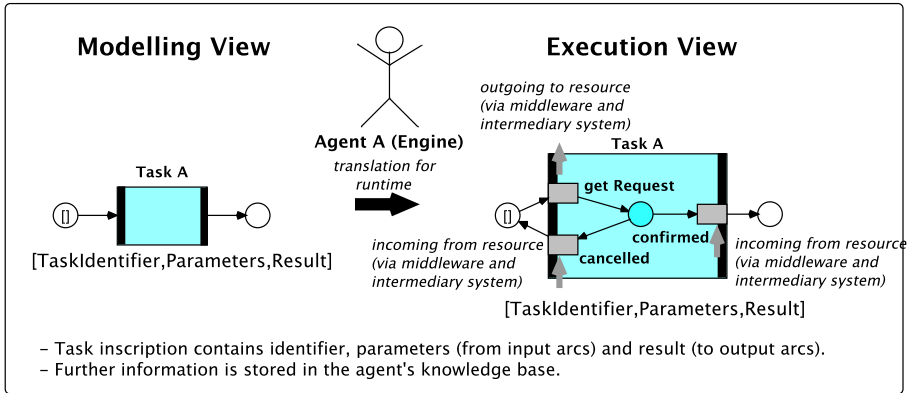 Modelling View
Execution View
outgoing to resource
(via middleware and
intermediary system)
Agent A (Engine)
translation for
runtime
Task A
[]
[TaskIdentifier,Parameters,Result]
Task A
get Request
[]
confirmed
cancelled
incoming from resource
(via middleware and
intermediary system)
incoming from resource
(via middleware and
intermediary system)
[TaskIdentifier,Parameters,Result]
– Task inscription contains identifier, parameters (from input arcs) and result (to output arcs).
– Further information is stored in the agent's knowledge base.